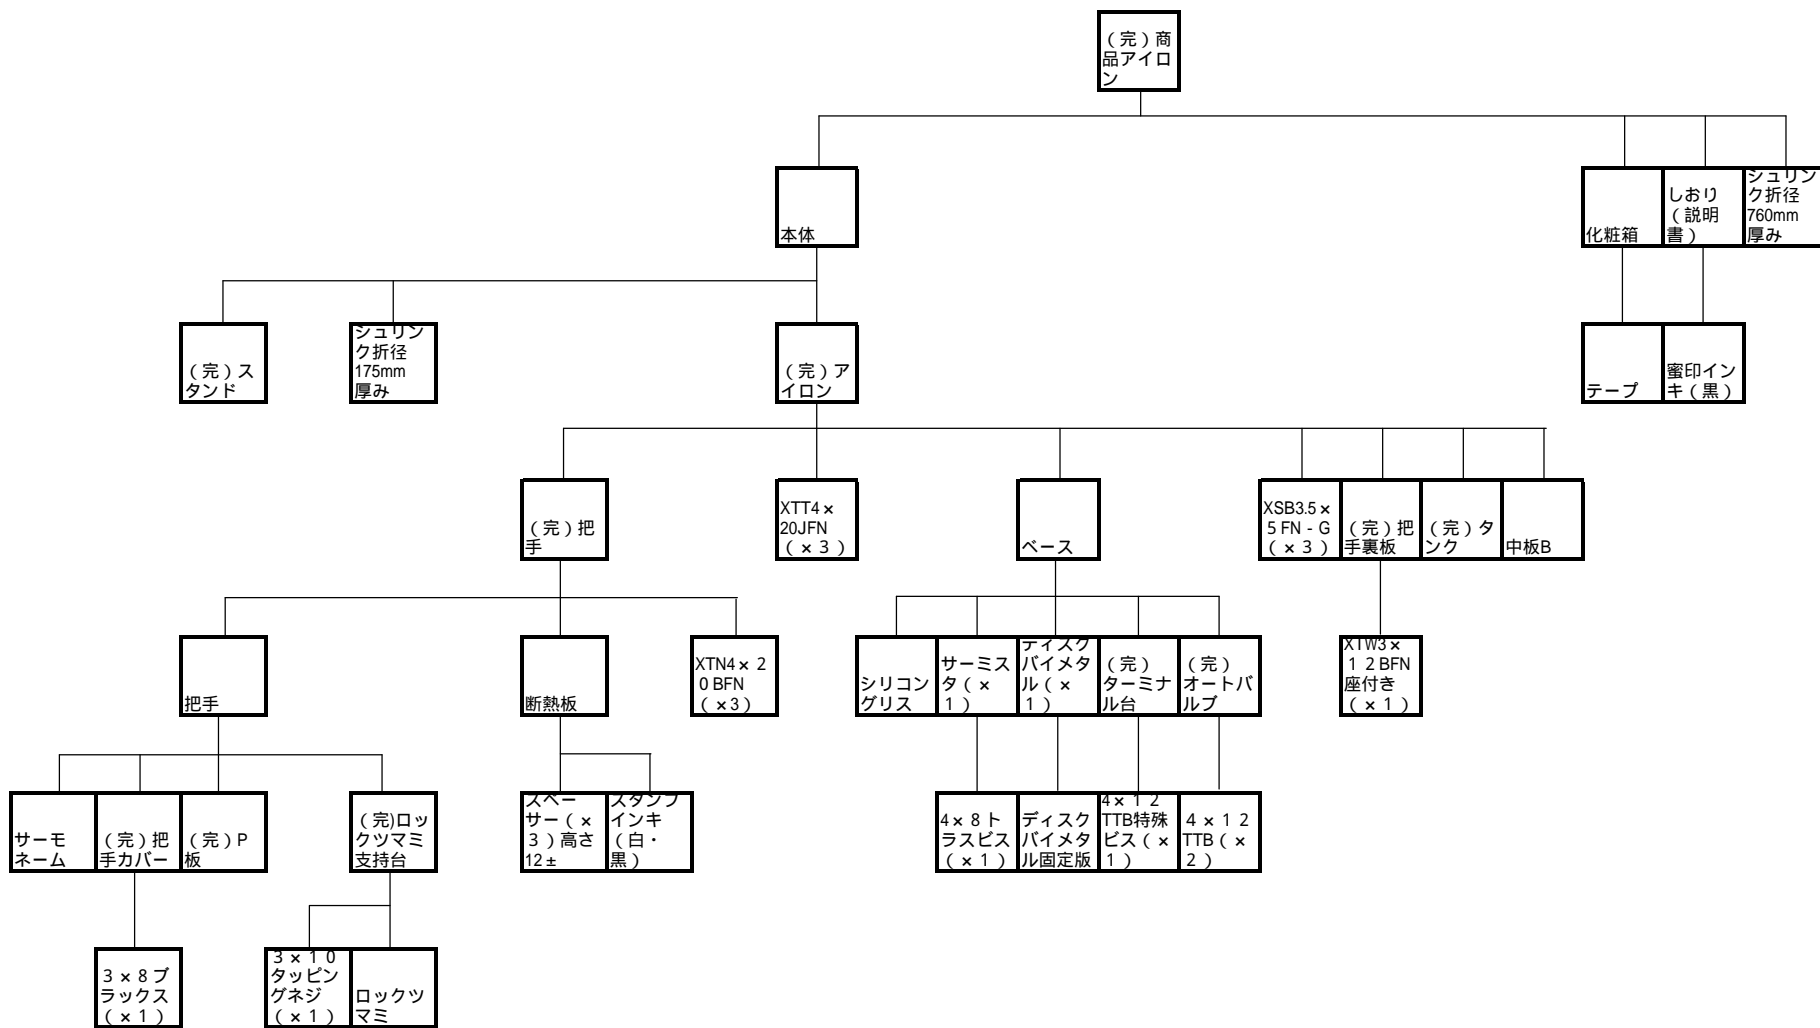 （完）商
品アイロ
ン
本体
化粧箱
しおり
（説明
書）
シュリン
ク折径
760mm
厚み
（完）ス
タンド
シュリン
ク折径
175mm
厚み
（完）ア
イロン
テープ
蜜印イン
キ（黒）
（完）把
手
XTT4×
20JFN
（×３）
ベース
XSB3.5×
５FN‐G
（×３）
（完）把
手裏板
（完）タ
ンク
中板B
把手
断熱板
XTN4×２
０BFN
（×3）
シリコン
グリス
サーミス
タ（×
１）
ディスク
バイメタ
ル（×
１）
（完）
ターミナ
ル台
（完）
オートバ
ルブ
XTW3×
１２BFN
座付き
（×１）
サーモ
ネーム
（完）把
手カバー
（完）P
板
（完)ロッ
クツマミ
支持台
スペー
サー（×
３）高さ
12±
スタンプ
インキ
（白・
黒）
4×８ト
ラスビス
（×１）
ディスク
バイメタ
ル固定版
4×１２
TTB特殊
ビス（×
１）
４×１２
TTB（×
２）
３×８ブ
ラックス
（×１）
３×１０
タッピン
グネジ
（×１）
ロックツ
マミ